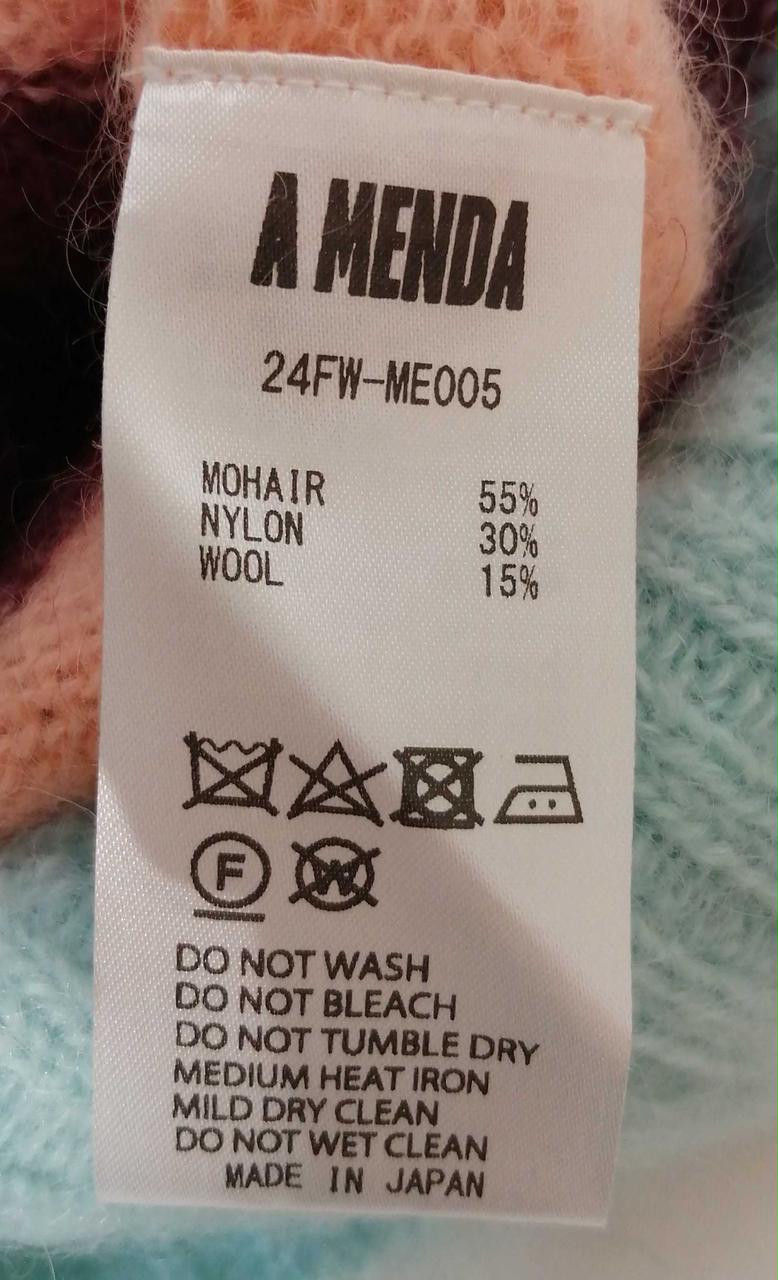 A MENDA
24FW-ME005
MOHAIR 55%
NYLON 30%
WOOL 15%
F W
DO NOT WASH
DO NOT BLEACH
DO NOT TUMBLE DRY
MEDIUM HEAT IRON
MILD DRY CLEAN
DO NOT WET CLEAN
MADE IN JAPAN